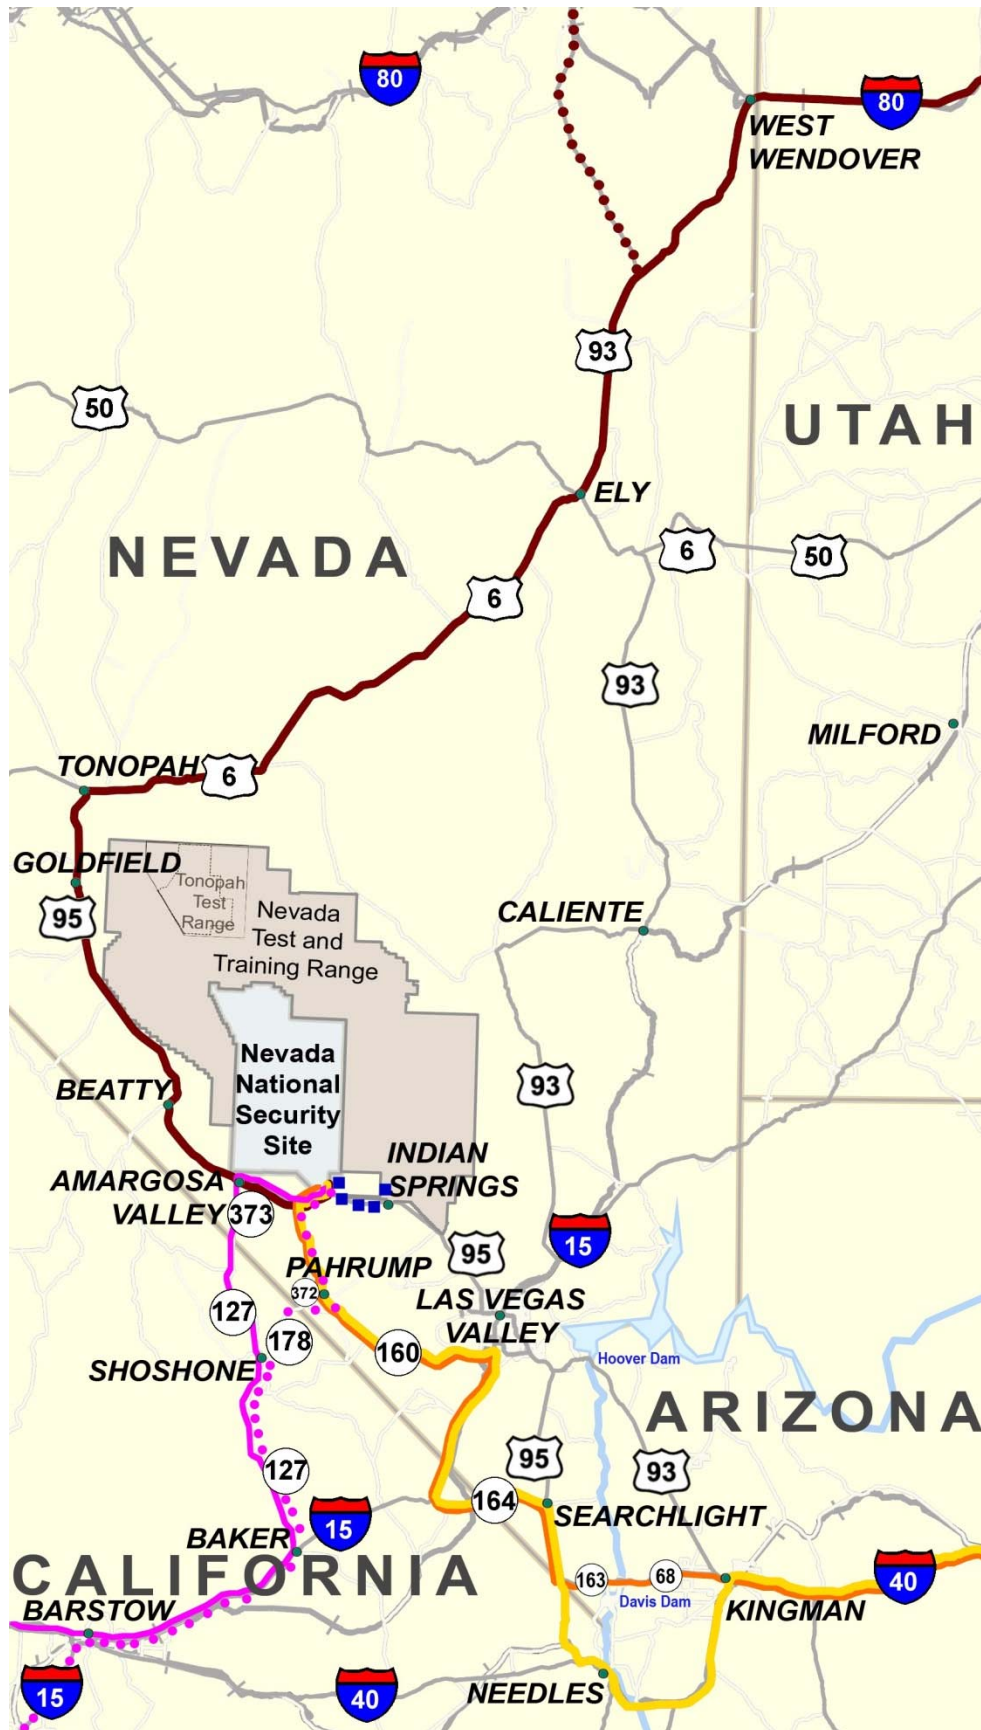 80
80
WEST
WENDOVER
93
50
UTAH
ELY
NEVADA
6
50
6
93
MILFORD
TONOPAH
6
GOLDFIELD
Tonopah
Test
Range
Nevada
Test and
Training Range
95
CALIENTE
Nevada
National
Security
Site
93
BEATTY
INDIAN
SPRINGS
AMARGOSA
VALLEY
373
15
95
PAHRUMP
372
LAS VEGAS
VALLEY
127
178
160
SHOSHONE
Hoover Dam
ARIZONA
95
93
127
164
SEARCHLIGHT
15
BAKER
CALIFORNIA
163
68
40
Davis Dam
KINGMAN
BARSTOW
15
40
NEEDLES